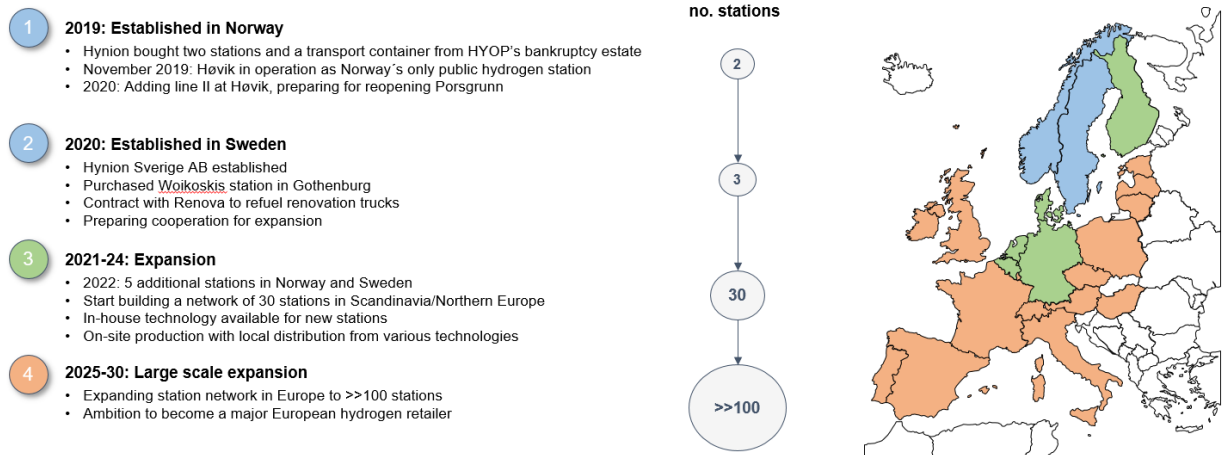 1
2019: Established in Norway
• Hynion bought two stations and a transport container from HYOP’s bankruptcy estate
• November 2019: Høvik in operation as Norway´s only public hydrogen station
• 2020: Adding line II at Høvik, preparing for reopening Porsgrunn
2
2020: Established in Sweden
• Hynion Sverige AB established
• Purchased Woikoskis station in Gothenburg
• Contract with Renova to refuel renovation trucks
• Preparing cooperation for expansion
3
2021-24: Expansion
• 2022: 5 additional stations in Norway and Sweden
• Start building a network of 30 stations in Scandinavia/Northern Europe
• In-house technology available for new stations
• On-site production with local distribution from various technologies
4
2025-30: Large scale expansion
• Expanding station network in Europe to >>100 stations
• Ambition to become a major European hydrogen retailer
no. stations
2
3
30
>>100